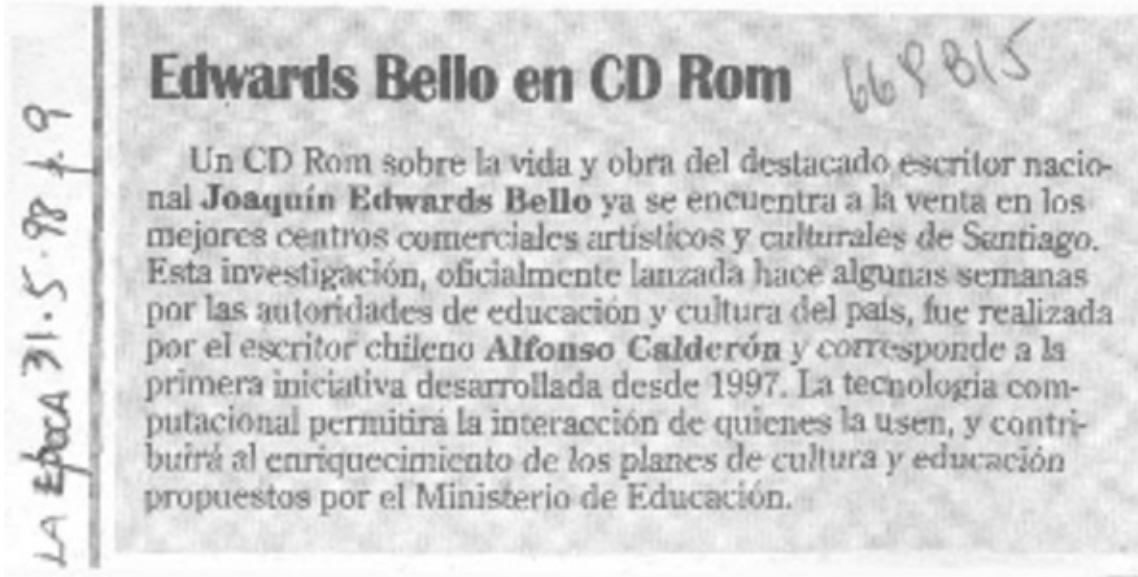 Edwards Bello en CD Rom
Un CD Rom sobre la vida y obra del destacado escritor nacio-
nal Joaquín Edwards Bello ya se encuentra a la venta en los
mejores centros comerciales artísticos y culturales de Santiago.
Esta investigación, oficialmente lanzada hace algunas semanas
por las autoridades de educación y cultura del país, fue realizada
por el escritor chileno Alfonso Calderón y corresponde a la
primera iniciativa desarrollada desde 1997. La tecnología com-
putacional permitirá la interacción de quienes la usen, y contri-
buirá al enriquecimiento de los planes de cultura y educación
propuestos por el Ministerio de Educación.
LA EPOCA 31.5.98 p.9